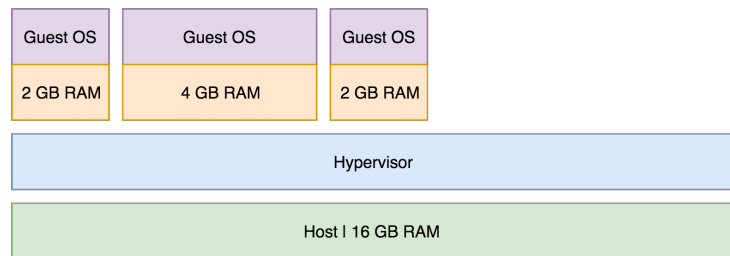 Guest OS
Guest OS
Guest OS
2 GB RAM
4 GB RAM
2 GB RAM
Hypervisor
Host | 16 GB RAM